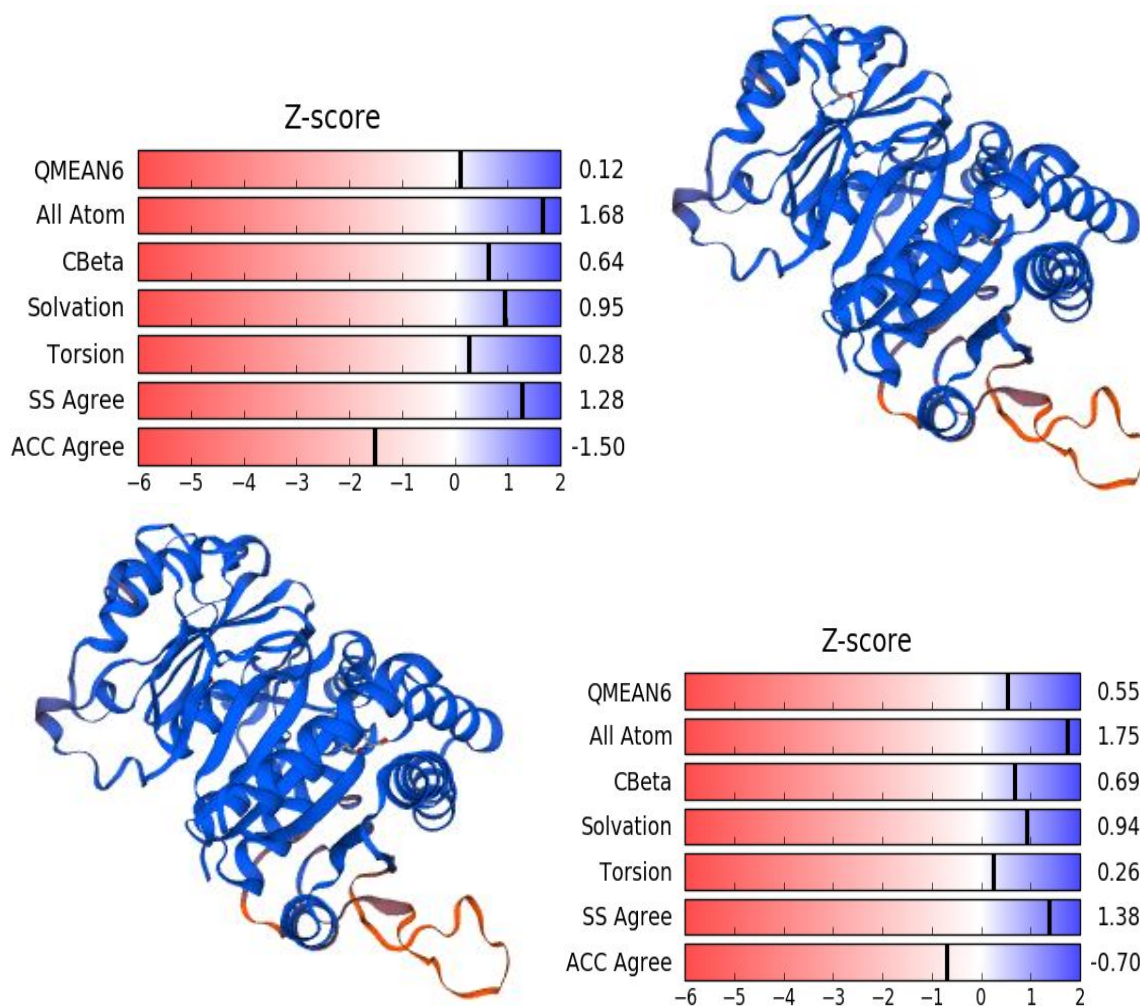 Z-score
QMEAN6 0.12
All Atom 1.68
CBeta 0.64
Solvation 0.95
Torsion 0.28
SS Agree 1.28
ACC Agree -1.50
−6 −5 −4 −3 −2 −1 0 1 2
Z-score
QMEAN6 0.55
All Atom 1.75
CBeta 0.69
Solvation 0.94
Torsion 0.26
SS Agree 1.38
ACC Agree -0.70
−6 −5 −4 −3 −2 −1 0 1 2